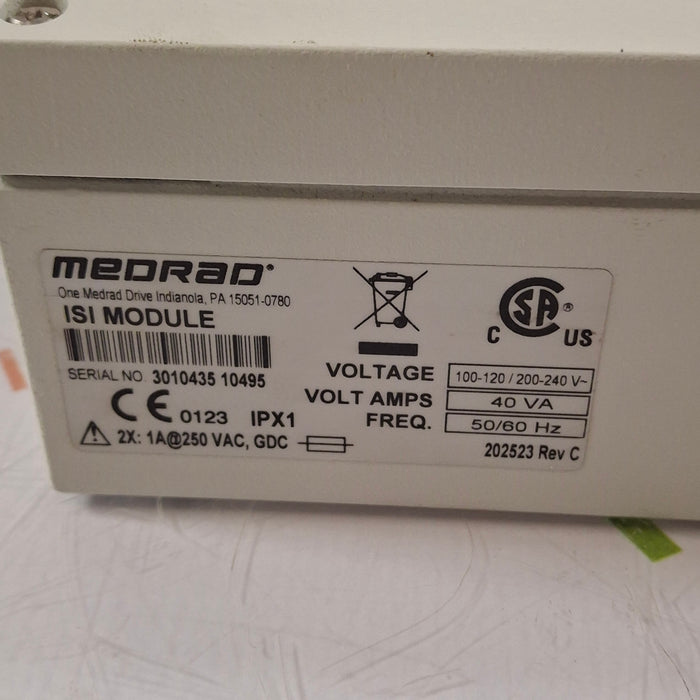 MEDRAD®
One Medrad Drive Indianola, PA 15051-0780
ISI MODULE
SERIAL NO. 3010435 10495
CE 0123 IPX1
2X: 1A@250 VAC, GDC
CSA ®
C US
VOLTAGE 100-120 / 200-240 V~
VOLT AMPS 40 VA
FREQ. 50/60 Hz
202523 Rev C